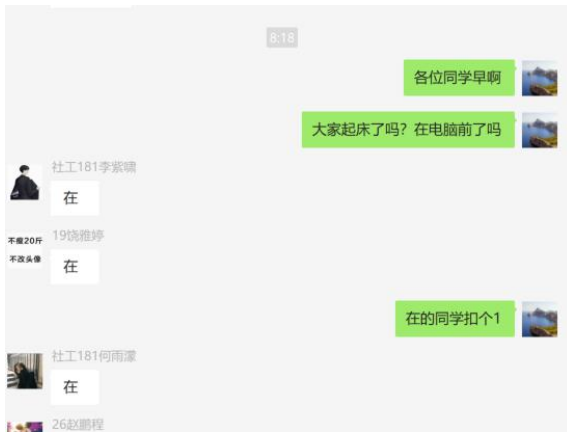 8:18
各位同学早啊
大家起床了吗？在电脑前了吗
社工181李紫啸
在
19饶雅婷
不瘦20斤
不改头像
在
在的同学扣个1
社工181何雨濛
在
26赵鹏程